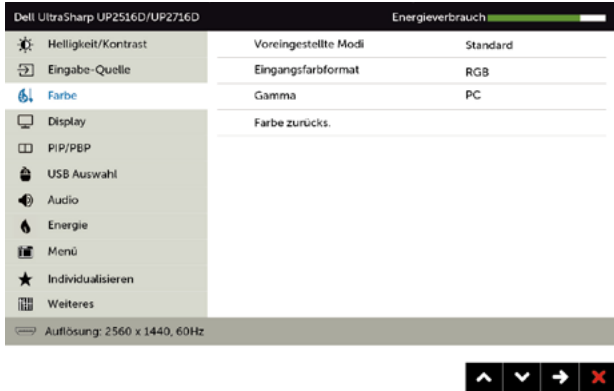 Dell UltraSharp UP2516D/UP2716D Energieverbrauch
Helligkeit/Kontrast Voreingestellte Modi Standard
Eingabe-Quelle Eingangsfarbformat RGB
Farbe Gamma PC
Display Farbe zurücks.
PIP/PBP
USB Auswahl
Audio
Energie
Menü
Individualisieren
Weiteres
Auflösung: 2560 x 1440, 60Hz